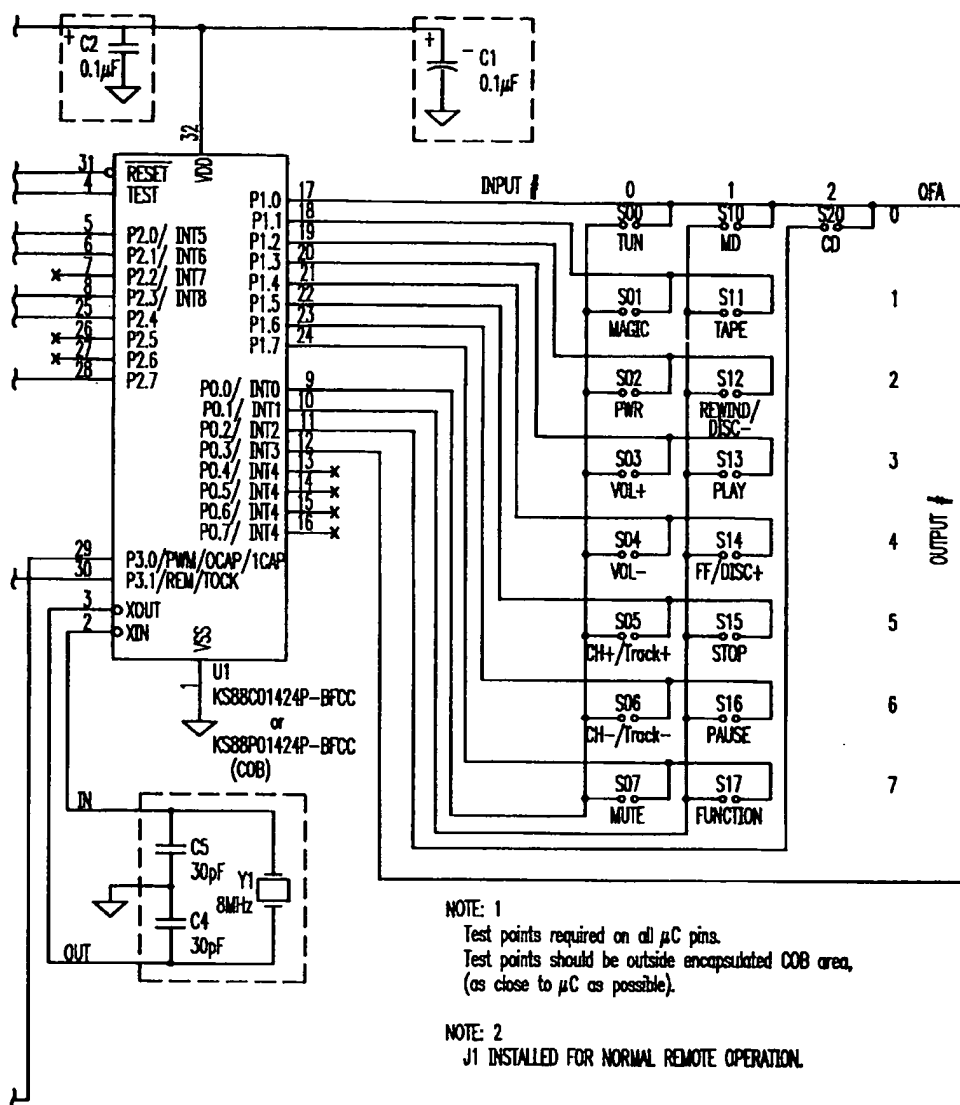 + C2
0.1µF
+ − C1
0.1µF
32
31 RESET VDD
4 TEST
5 P2.0/ INT5
6 P2.1/ INT6
7 P2.2/ INT7
8 P2.3/ INT8
25 P2.4
26 P2.5
27 P2.6
28 P2.7
P1.0 17
P1.1 18
P1.2 19
P1.3 20
P1.4 21
P1.5 22
P1.6 23
P1.7 24
P0.0/ INT0 9
P0.1/ INT1 10
P0.2/ INT2 11
P0.3/ INT3 12
P0.4/ INT4 13
P0.5/ INT4 14
P0.6/ INT4 15
P0.7/ INT4 16
29 P3.0/PWM/OCAP/1CAP
30 P3.1/REM/TOCK
3 XOUT
2 XIN
VSS
1
U1
KS88C01424P-BFCC
or
KS88P01424P-BFCC
(COB)
IN
C5
30pF
Y1
8MHz
C4
30pF
OUT
INPUT # 0 1 2 OFA
S00 S10 S20 0
TUN MD CD
S01 S11 1
MAGIC TAPE
S02 S12 2
PWR REWIND/
DISC-
S03 S13 3
VOL+ PLAY
S04 S14 4
VOL- FF/DISC+
OUTPUT #
S05 S15 5
CH+/Track+ STOP
S06 S16 6
CH-/Track- PAUSE
S07 S17 7
MUTE FUNCTION
NOTE: 1
Test points required on all µC pins.
Test points should be outside encapsulated COB area,
(as close to µC as possible).
NOTE: 2
J1 INSTALLED FOR NORMAL REMOTE OPERATION.